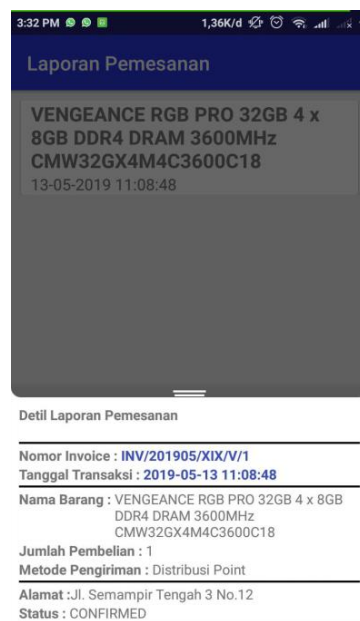 3:32 PM 1,36K/d
Laporan Pemesanan
VENGEANCE RGB PRO 32GB 4 x
8GB DDR4 DRAM 3600MHz
CMW32GX4M4C3600C18
13-05-2019 11:08:48
Detil Laporan Pemesanan
Nomor Invoice : INV/201905/XIX/V/1
Tanggal Transaksi : 2019-05-13 11:08:48
Nama Barang : VENGEANCE RGB PRO 32GB 4 x 8GB
DDR4 DRAM 3600MHz
CMW32GX4M4C3600C18
Jumlah Pembelian : 1
Metode Pengiriman : Distribusi Point
Alamat :Jl. Semampir Tengah 3 No.12
Status : CONFIRMED